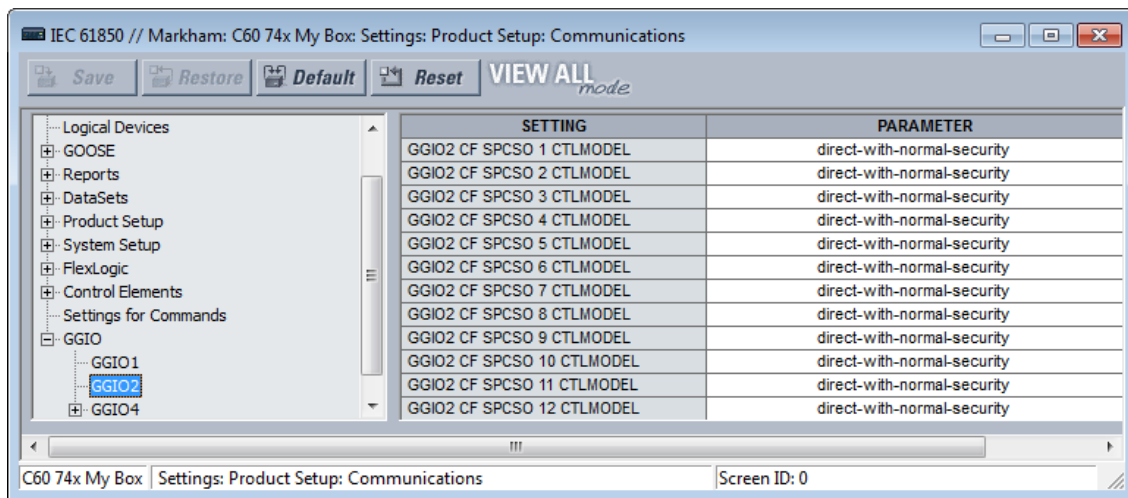 IEC 61850 // Markham: C60 74x My Box: Settings: Product Setup: Communications
Save Restore Default Reset VIEW ALL mode
Logical Devices
GOOSE
Reports
DataSets
Product Setup
System Setup
FlexLogic
Control Elements
Settings for Commands
GGIO
GGIO1
GGIO2
GGIO4
SETTING PARAMETER
GGIO2 CF SPCSO 1 CTLMODEL direct-with-normal-security
GGIO2 CF SPCSO 2 CTLMODEL direct-with-normal-security
GGIO2 CF SPCSO 3 CTLMODEL direct-with-normal-security
GGIO2 CF SPCSO 4 CTLMODEL direct-with-normal-security
GGIO2 CF SPCSO 5 CTLMODEL direct-with-normal-security
GGIO2 CF SPCSO 6 CTLMODEL direct-with-normal-security
GGIO2 CF SPCSO 7 CTLMODEL direct-with-normal-security
GGIO2 CF SPCSO 8 CTLMODEL direct-with-normal-security
GGIO2 CF SPCSO 9 CTLMODEL direct-with-normal-security
GGIO2 CF SPCSO 10 CTLMODEL direct-with-normal-security
GGIO2 CF SPCSO 11 CTLMODEL direct-with-normal-security
GGIO2 CF SPCSO 12 CTLMODEL direct-with-normal-security
C60 74x My Box Settings: Product Setup: Communications Screen ID: 0